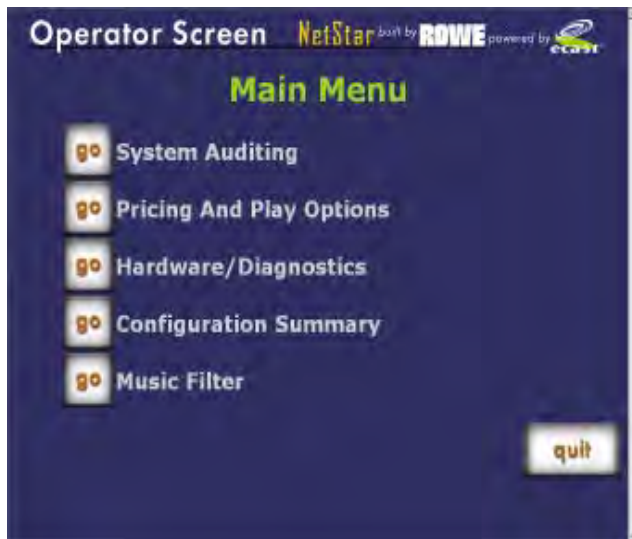 Operator Screen NetStar built by ROWE powered by ecast
Main Menu
go System Auditing
go Pricing And Play Options
go Hardware/Diagnostics
go Configuration Summary
go Music Filter
quit